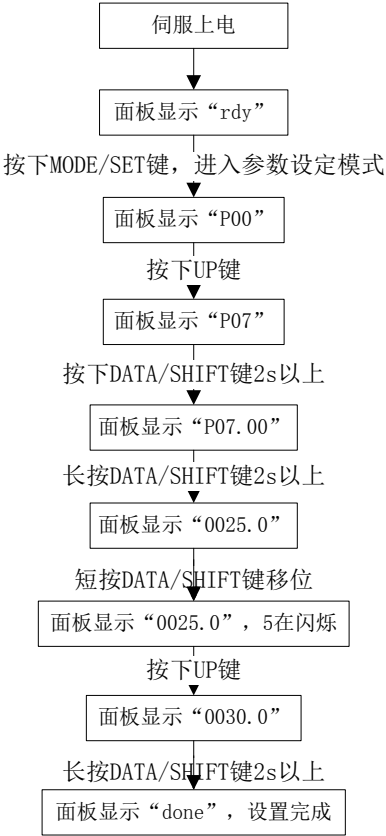 伺服上电
面板显示“rdy”
按下MODE/SET键，进入参数设定模式
面板显示“P00”
按下UP键
面板显示“P07”
按下DATA/SHIFT键2s以上
面板显示“P07.00”
长按DATA/SHIFT键2s以上
面板显示“0025.0”
短按DATA/SHIFT键移位
面板显示“0025.0”，5在闪烁
按下UP键
面板显示“0030.0”
长按DATA/SHIFT键2s以上
面板显示“done”，设置完成